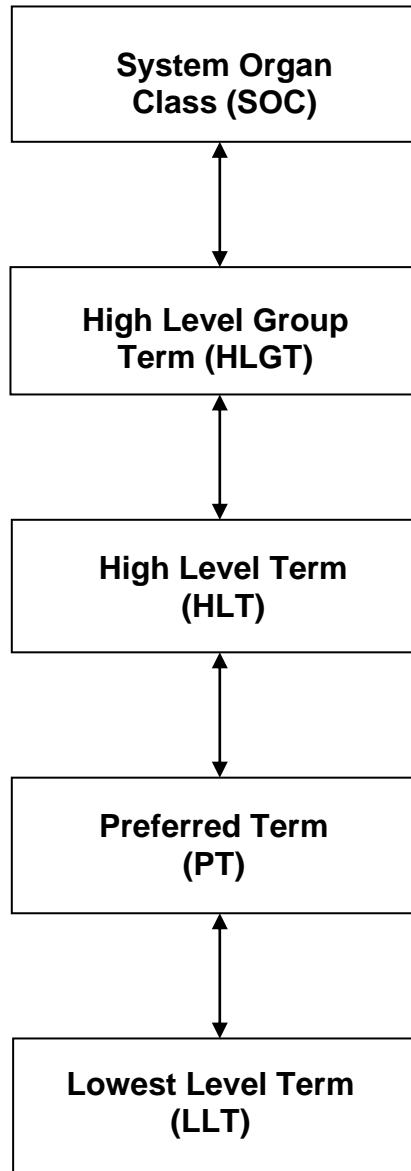 System Organ
Class (SOC)
High Level Group
Term (HLGT)
High Level Term
(HLT)
Preferred Term
(PT)
Lowest Level Term
(LLT)